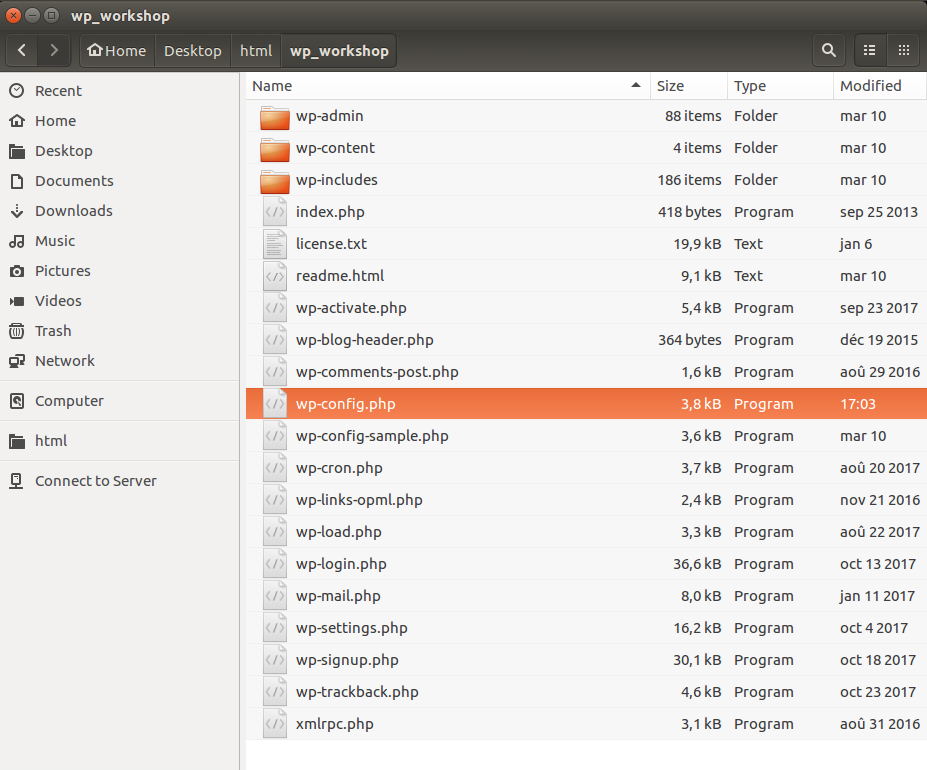 wp_workshop
Home Desktop html wp_workshop
Recent
Home
Desktop
Documents
Downloads
Music
Pictures
Videos
Trash
Network
Computer
html
Connect to Server
Name Size Type Modified
wp-admin 88 items Folder mar 10
wp-content 4 items Folder mar 10
wp-includes 186 items Folder mar 10
index.php 418 bytes Program sep 25 2013
license.txt 19,9 kB Text jan 6
readme.html 9,1 kB Text mar 10
wp-activate.php 5,4 kB Program sep 23 2017
wp-blog-header.php 364 bytes Program déc 19 2015
wp-comments-post.php 1,6 kB Program aoû 29 2016
wp-config.php 3,8 kB Program 17:03
wp-config-sample.php 3,6 kB Program mar 10
wp-cron.php 3,7 kB Program aoû 20 2017
wp-links-opml.php 2,4 kB Program nov 21 2016
wp-load.php 3,3 kB Program aoû 22 2017
wp-login.php 36,6 kB Program oct 13 2017
wp-mail.php 8,0 kB Program jan 11 2017
wp-settings.php 16,2 kB Program oct 4 2017
wp-signup.php 30,1 kB Program oct 18 2017
wp-trackback.php 4,6 kB Program oct 23 2017
xmlrpc.php 3,1 kB Program aoû 31 2016